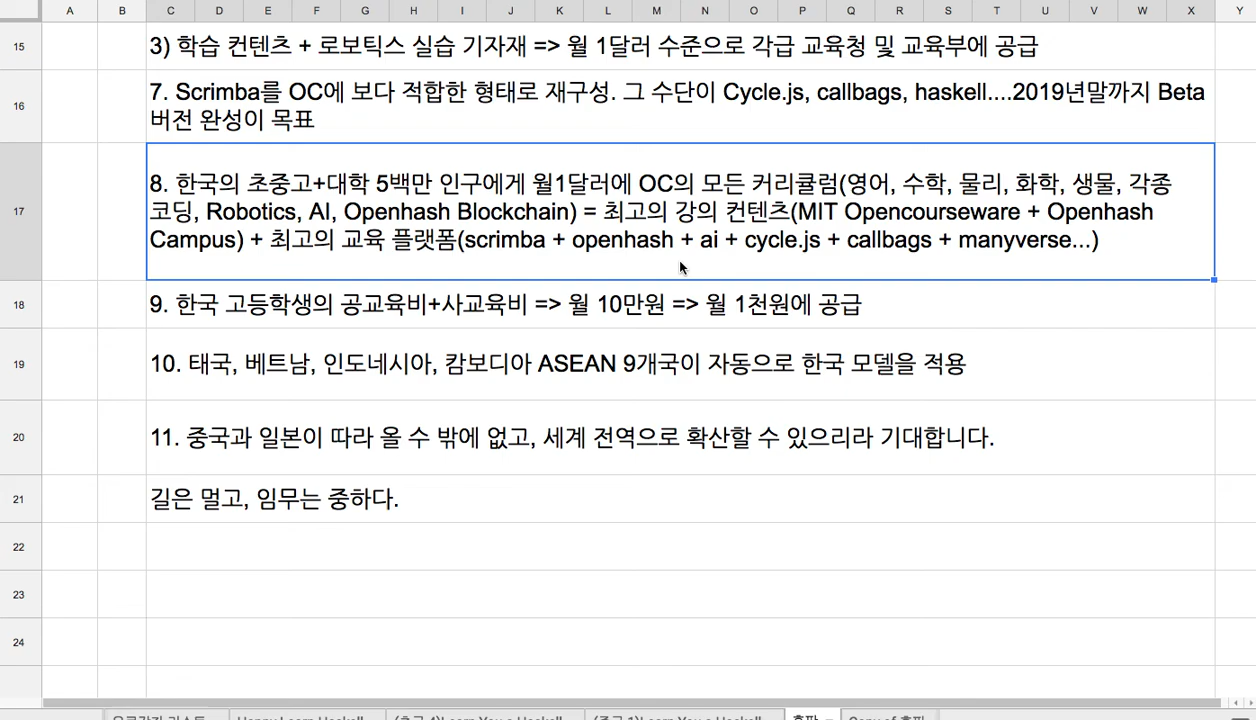 A B C D E F G H I J K L M N O P Q R S T U V W X Y
15 3) 학습 컨텐츠 + 로보틱스 실습 기자재 => 월 1달러 수준으로 각급 교육청 및 교육부에 공급
16 7. Scrimba를 OC에 보다 적합한 형태로 재구성. 그 수단이 Cycle.js, callbags, haskell....2019년말까지 Beta
버전 완성이 목표
8. 한국의 초중고+대학 5백만 인구에게 월1달러에 OC의 모든 커리큘럼(영어, 수학, 물리, 화학, 생물, 각종
17 코딩, Robotics, AI, Openhash Blockchain) = 최고의 강의 컨텐츠(MIT Opencourseware + Openhash
Campus) + 최고의 교육 플랫폼(scrimba + openhash + ai + cycle.js + callbags + manyverse...)
18 9. 한국 고등학생의 공교육비+사교육비 => 월 10만원 => 월 1천원에 공급
19 10. 태국, 베트남, 인도네시아, 캄보디아 ASEAN 9개국이 자동으로 한국 모델을 적용
20 11. 중국과 일본이 따라 올 수 밖에 없고, 세계 전역으로 확산할 수 있으리라 기대합니다.
21 길은 멀고, 임무는 중하다.
22
23
24